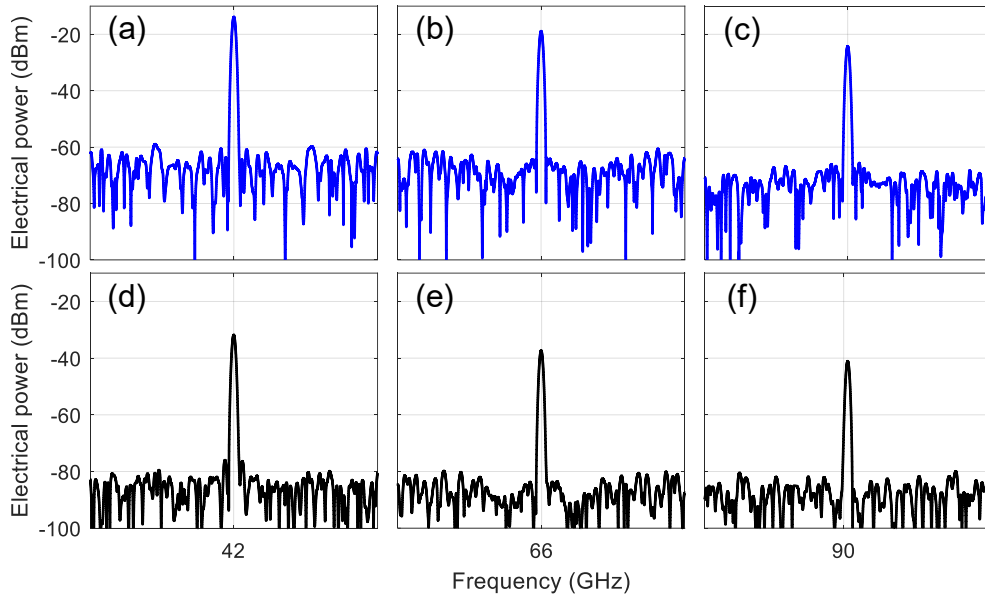 (a) (b) (c)
Electrical power (dBm)
-20
-40
-60
-80
-100
(d) (e) (f)
Electrical power (dBm)
-20
-40
-60
-80
-100
42 66 90
Frequency (GHz)